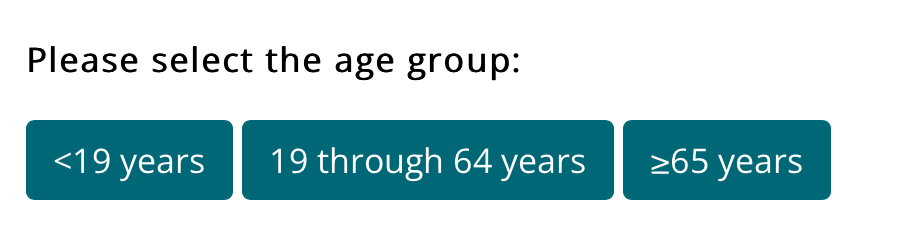 Please select the age group:
<19 years 19 through 64 years ≥65 years